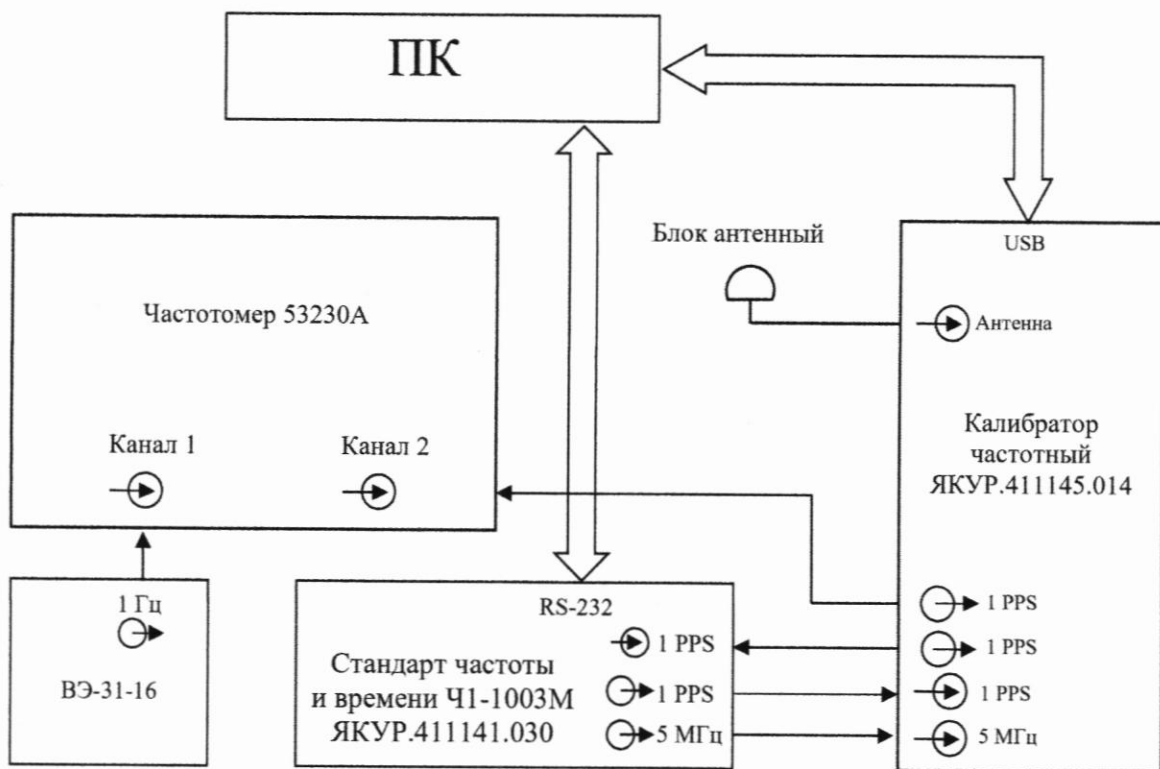 ПК
Блок антенный
USB
Антенна
Частотомер 53230А
Калибратор
частотный
ЯКУР.411145.014
Канал 1
Канал 2
1 Гц
ВЭ-31-16
RS-232
1 PPS
Стандарт частоты
и времени Ч1-1003М
ЯКУР.411141.030
1 PPS
5 МГц
1 PPS
1 PPS
1 PPS
5 МГц